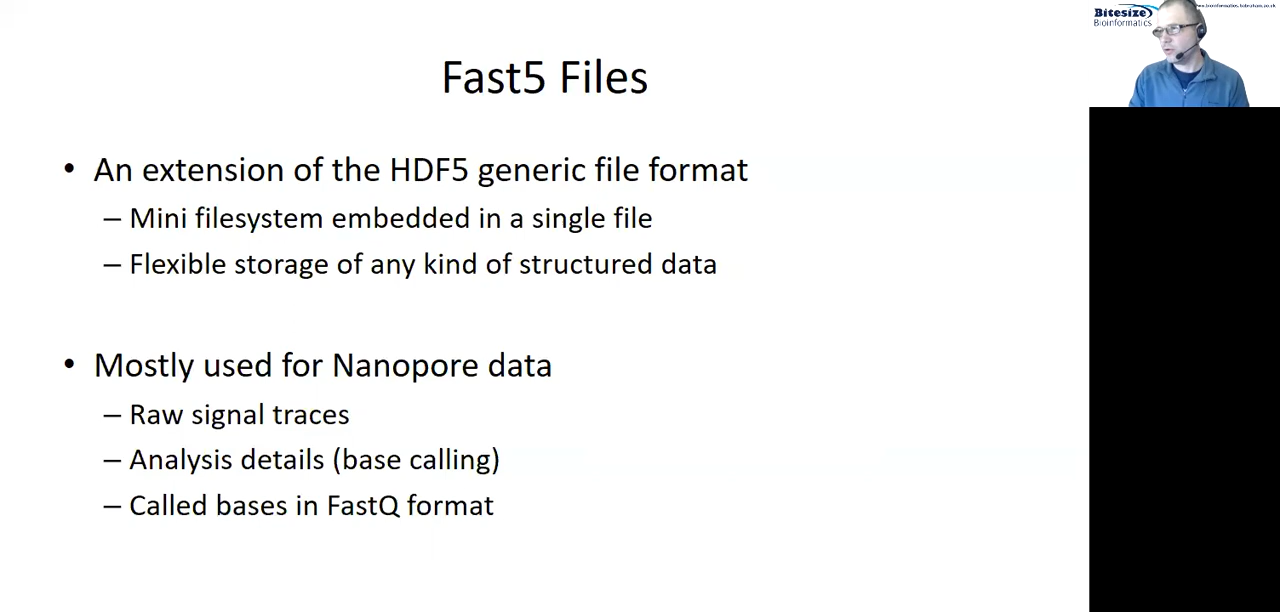 Fast5 Files
• An extension of the HDF5 generic file format
– Mini filesystem embedded in a single file
– Flexible storage of any kind of structured data
• Mostly used for Nanopore data
– Raw signal traces
– Analysis details (base calling)
– Called bases in FastQ format
Bitesize
Bioinformatics